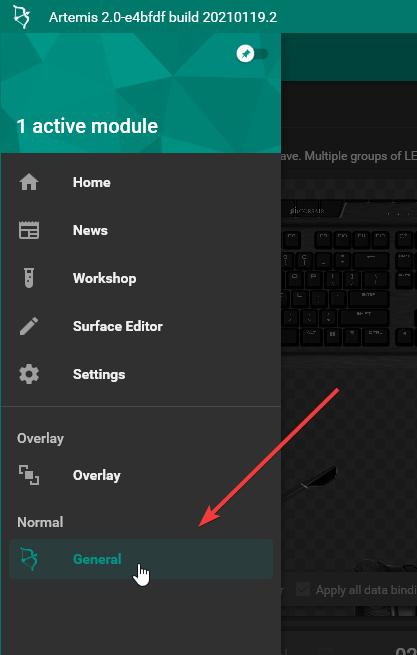 Artemis 2.0-e4bfdf build 20210119.2
1 active module
ave. Multiple groups of LE
Home
News
Workshop
Surface Editor
Settings
Overlay
Overlay
Normal
General
Apply all data bindi